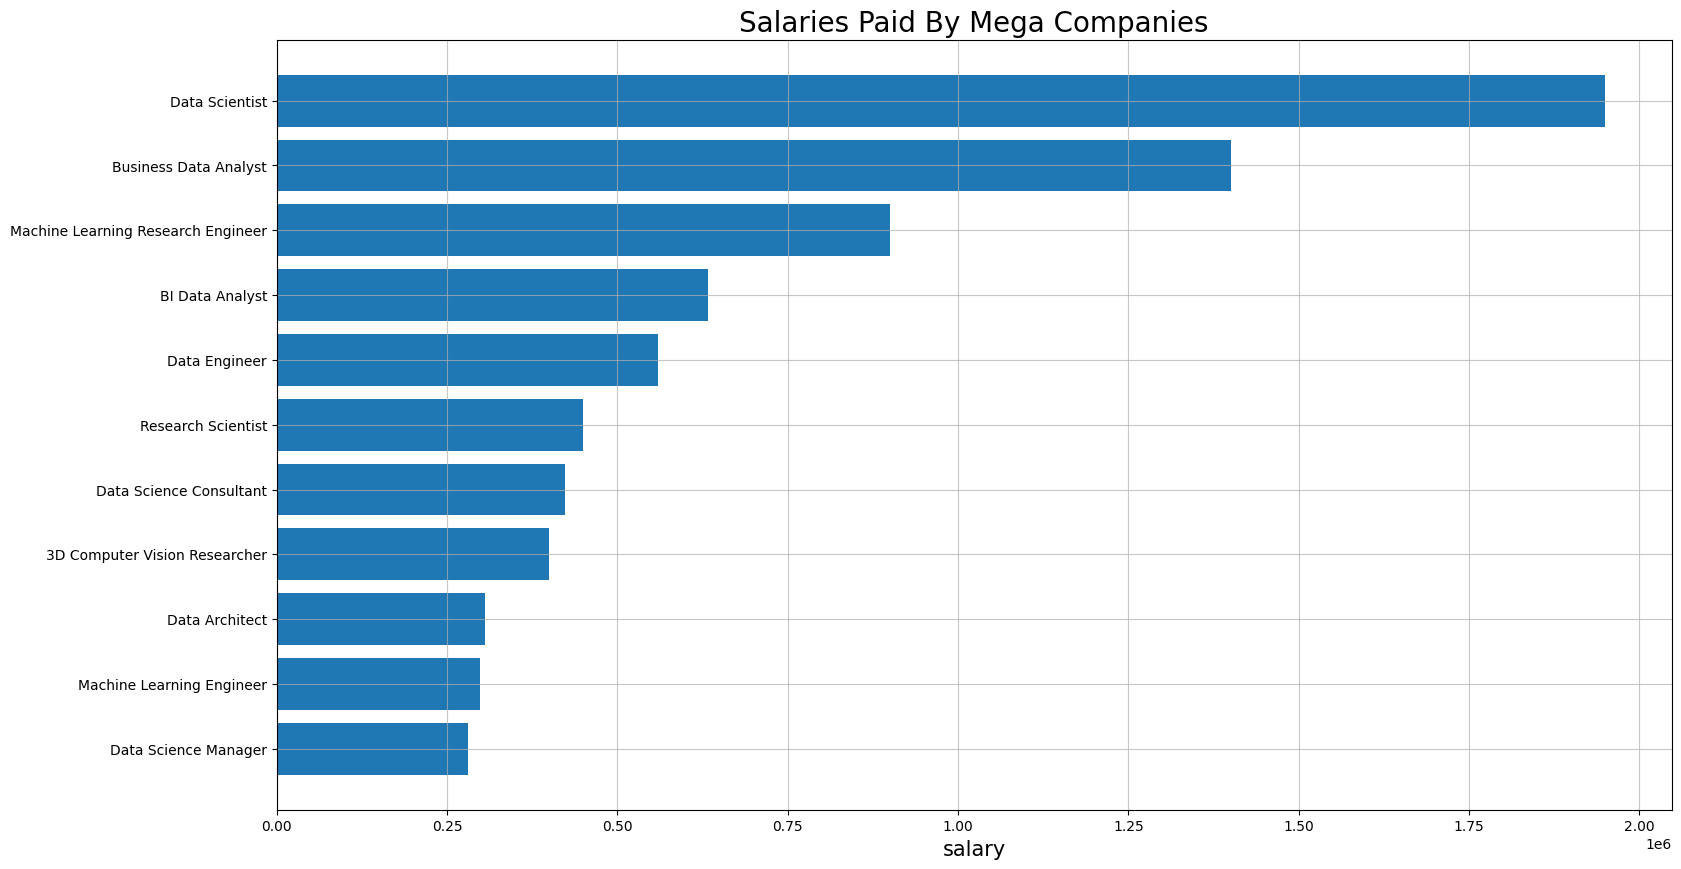 Salaries Paid By Mega Companies
Data Scientist
Business Data Analyst
Machine Learning Research Engineer
BI Data Analyst
Data Engineer
Research Scientist
Data Science Consultant
3D Computer Vision Researcher
Data Architect
Machine Learning Engineer
Data Science Manager
0.00 0.25 0.50 0.75 1.00 1.25 1.50 1.75 2.00
1e6
salary